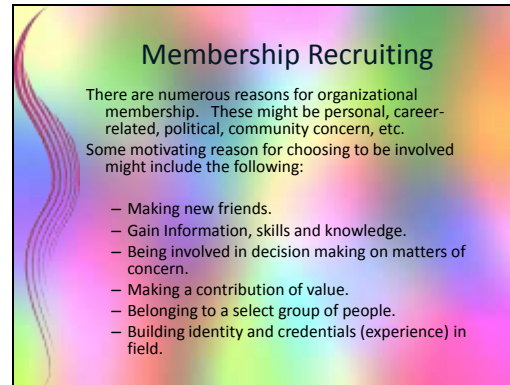 Membership Recruiting
There are numerous reasons for organizational
membership. These might be personal, career-
related, political, community concern, etc.
Some motivating reason for choosing to be involved
might include the following:
– Making new friends.
– Gain Information, skills and knowledge.
– Being involved in decision making on matters of
concern.
– Making a contribution of value.
– Belonging to a select group of people.
– Building identity and credentials (experience) in
field.